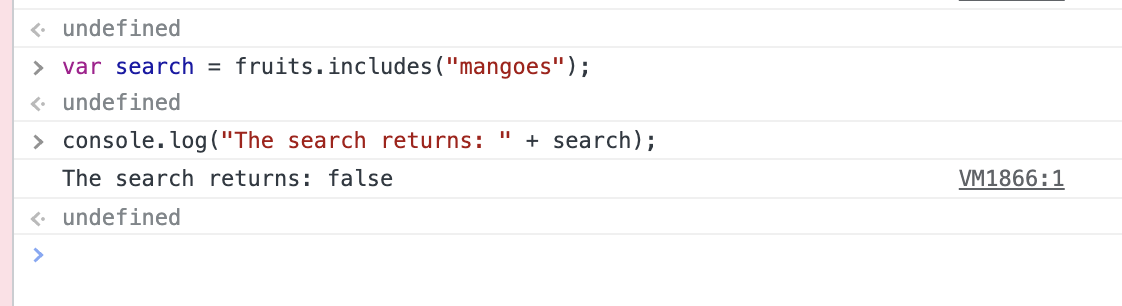 undefined
var search = fruits.includes("mangoes");
undefined
console.log("The search returns: " + search);
The search returns: false VM1866:1
undefined